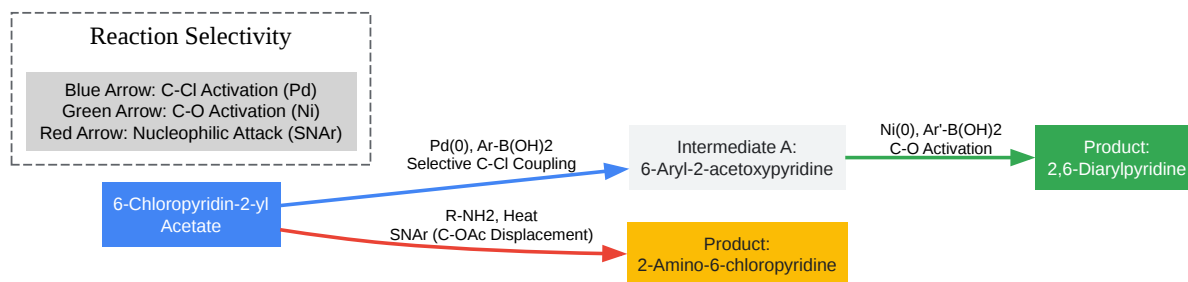 Reaction Selectivity
Blue Arrow: C-Cl Activation (Pd)
Green Arrow: C-O Activation (Ni)
Red Arrow: Nucleophilic Attack (SNAr)
6-Chloropyridin-2-yl
Acetate
Pd(0), Ar-B(OH)2
Selective C-Cl Coupling
Intermediate A:
6-Aryl-2-acetoxypyridine
Ni(0), Ar'-B(OH)2
C-O Activation
Product:
2,6-Diarylpyridine
R-NH2, Heat
SNAr (C-OAc Displacement)
Product:
2-Amino-6-chloropyridine